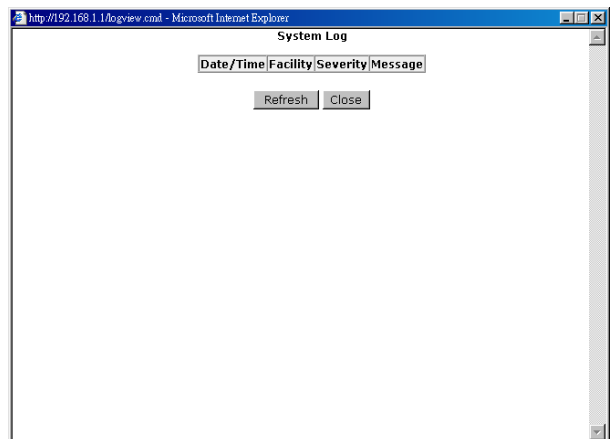 http://192.168.1.1/logview.cmd - Microsoft Internet Explorer
System Log
Date/Time Facility Severity Message
Refresh Close